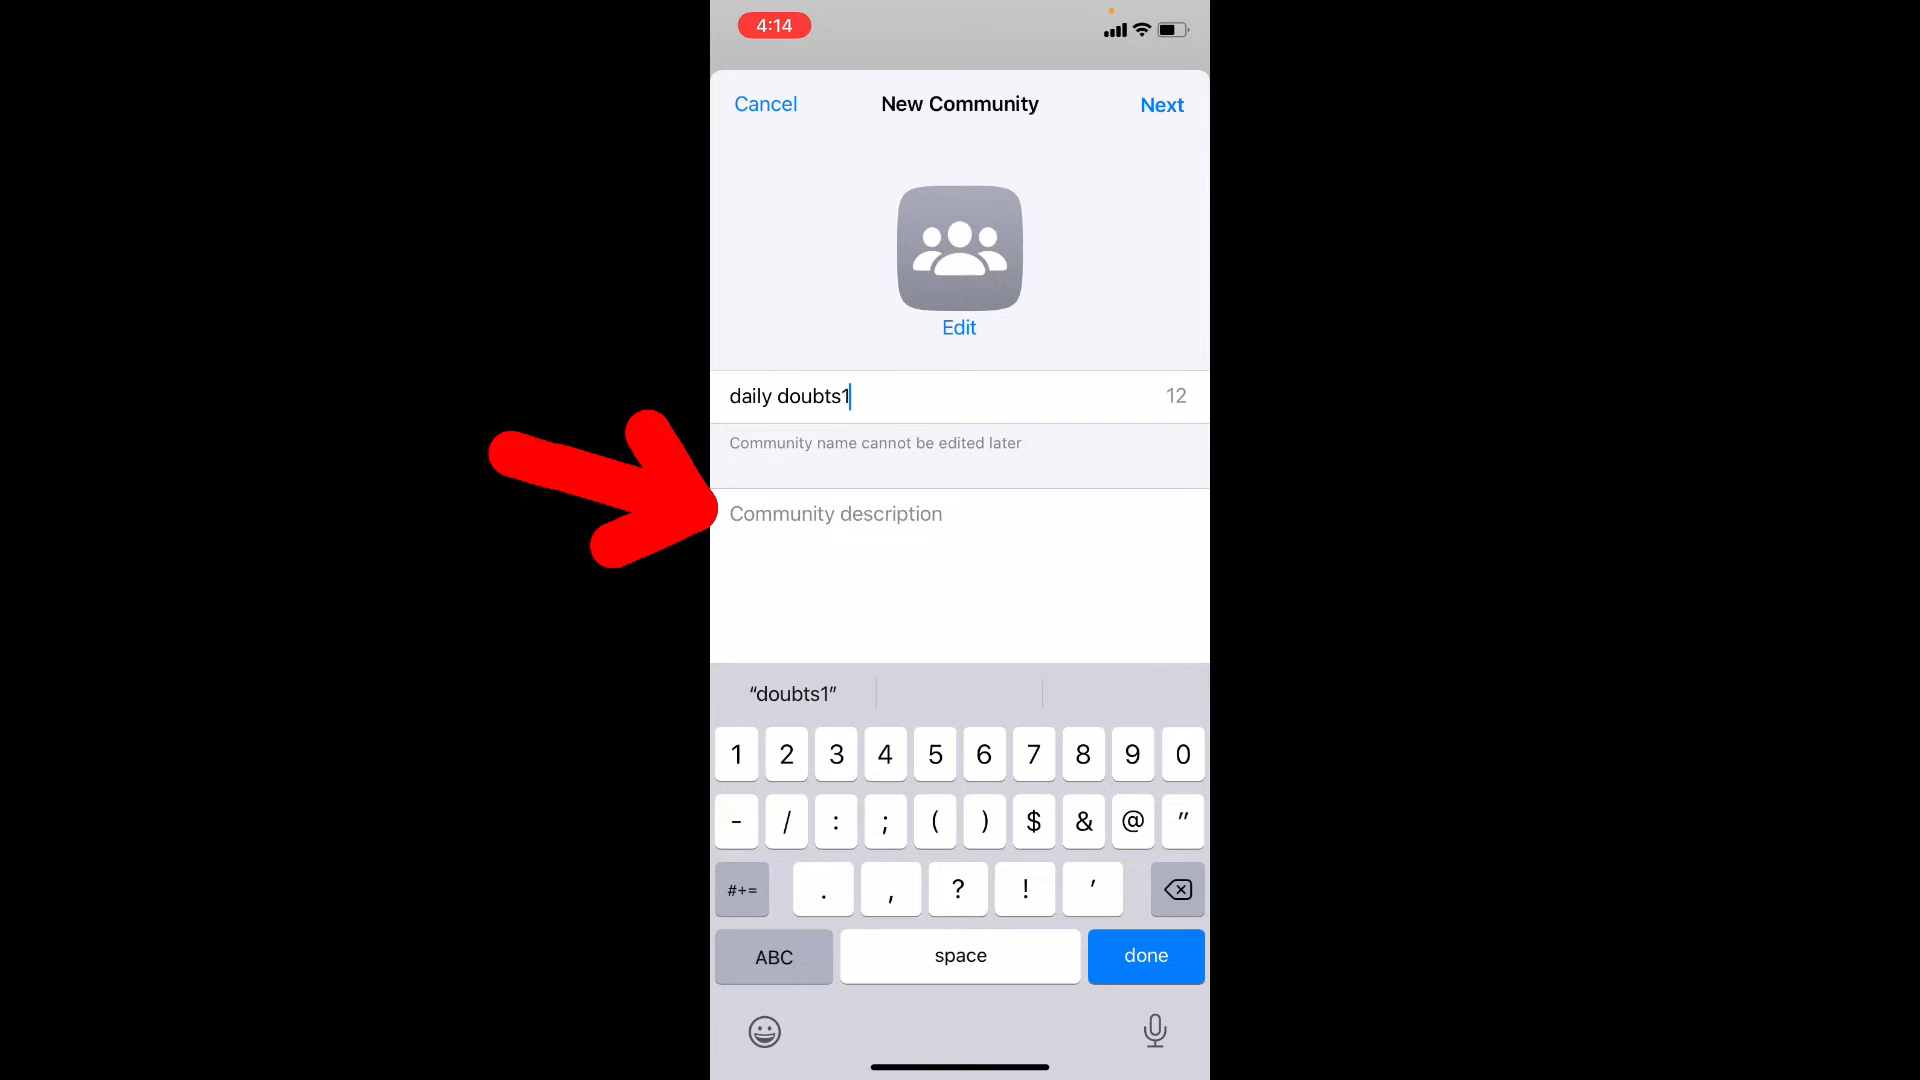 4:14
Cancel New Community Next
Edit
daily doubts1 12
Community name cannot be edited later
Community description
“doubts1”
1 2 3 4 5 6 7 8 9 0
- / : ; ( ) $ & @ "
#+= . , ? ! '
ABC space done